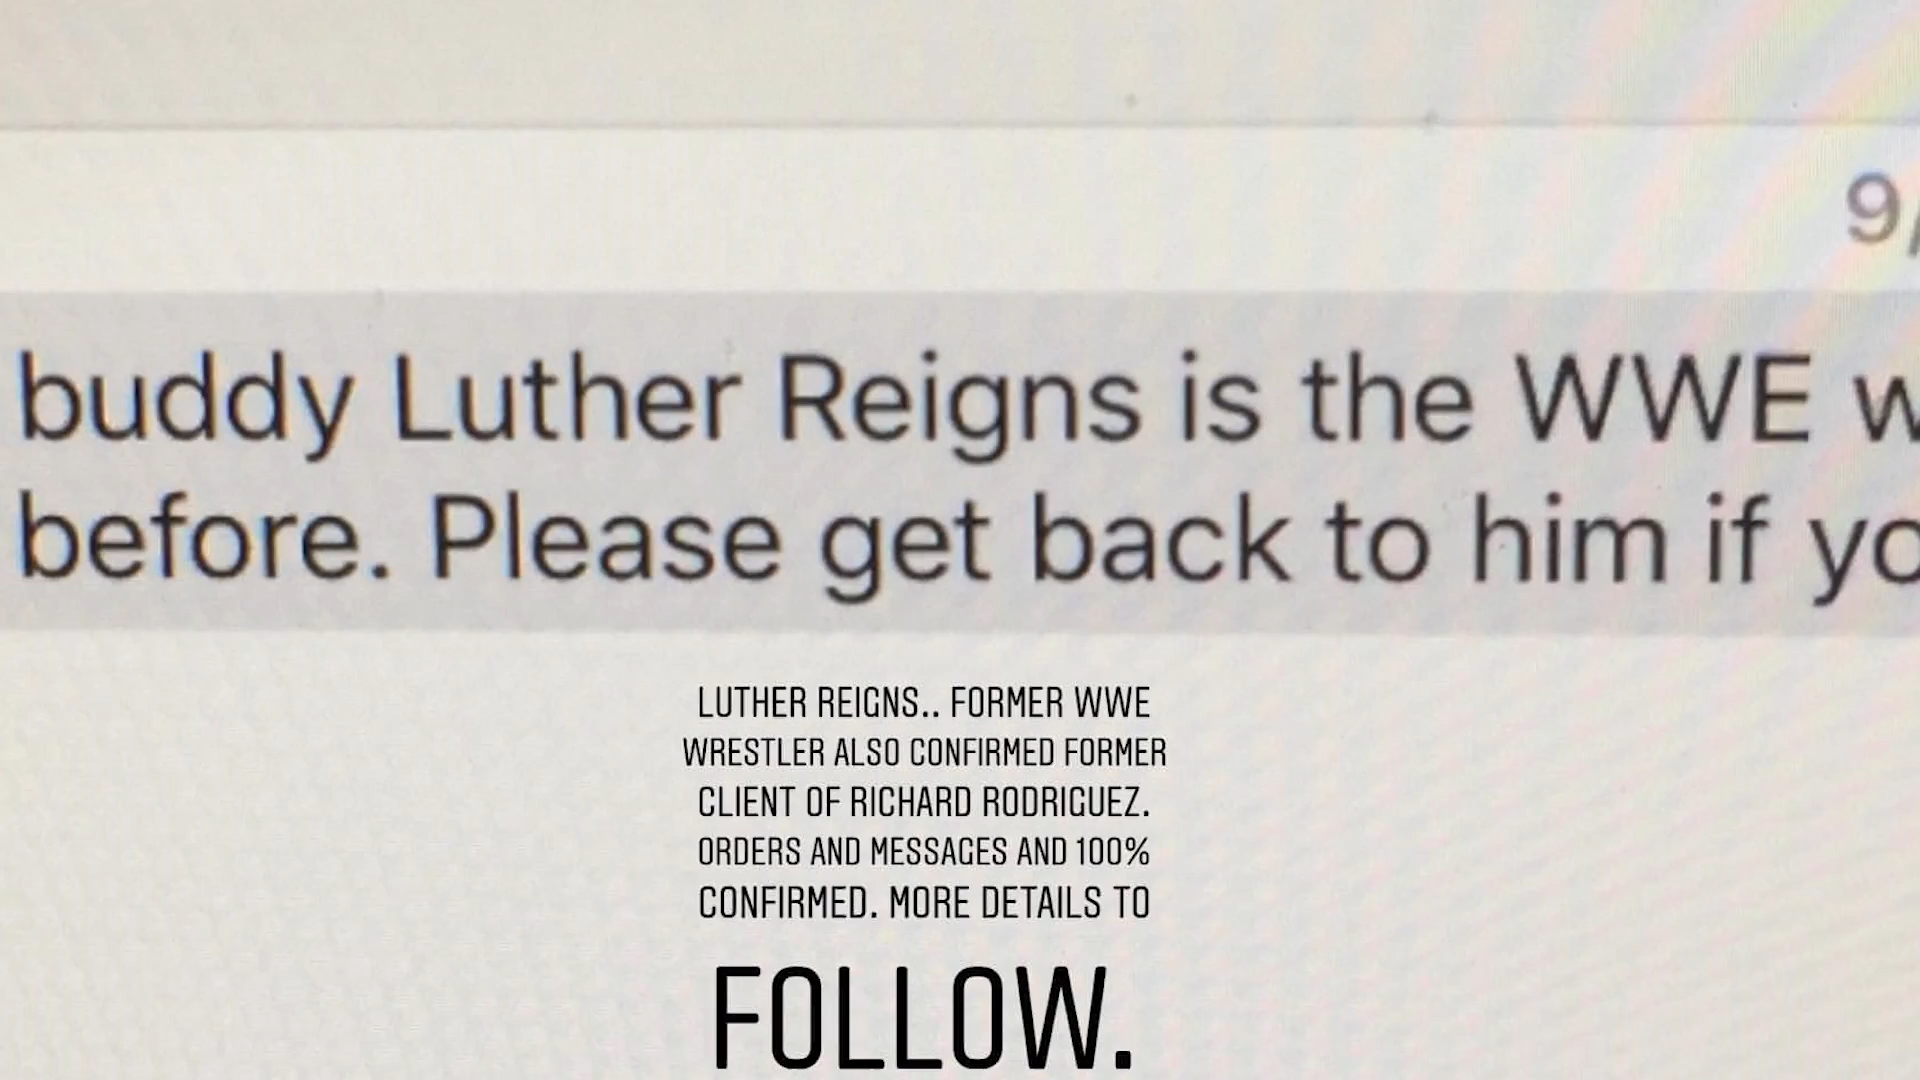 9/
buddy Luther Reigns is the WWE w
before. Please get back to him if yo
LUTHER REIGNS.. FORMER WWE
WRESTLER ALSO CONFIRMED FORMER
CLIENT OF RICHARD RODRIGUEZ.
ORDERS AND MESSAGES AND 100%
CONFIRMED. MORE DETAILS TO
FOLLOW.